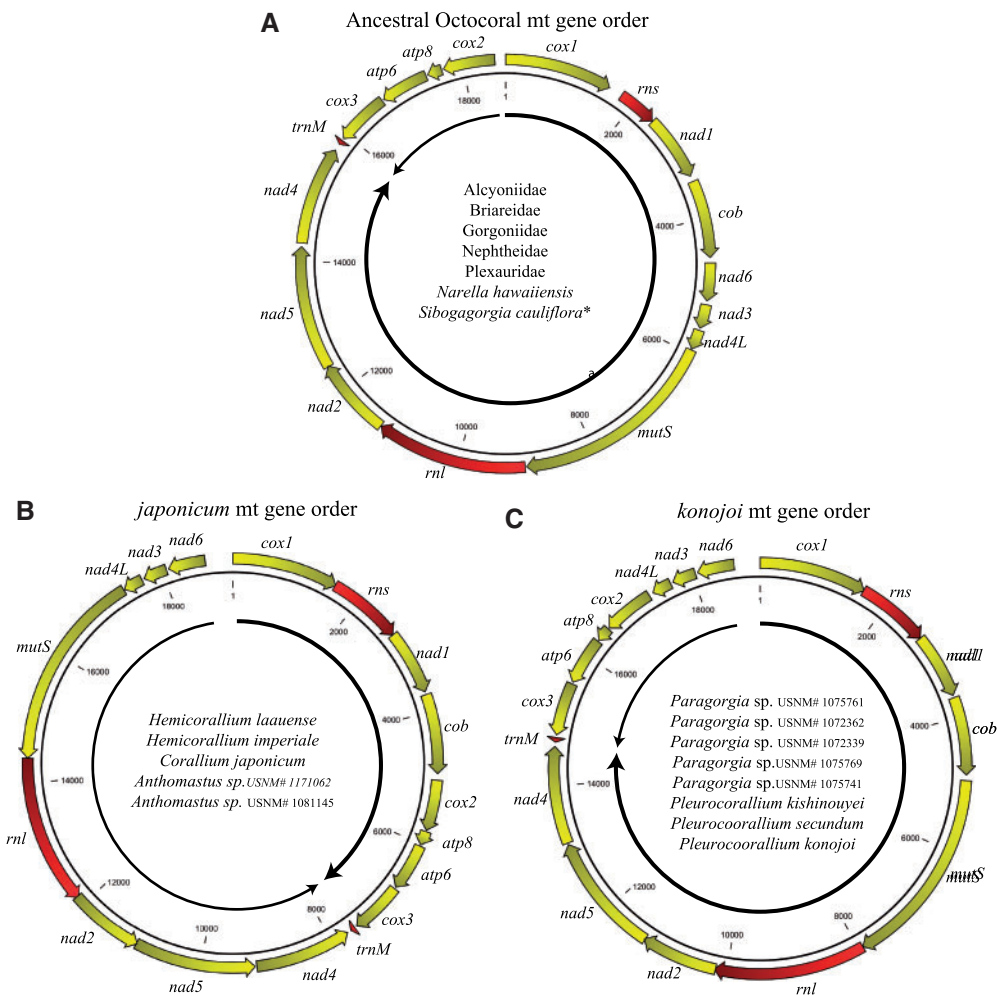 A
Ancestral Octocoral mt gene order
cox1
rns
nad1
cob
nad6
nad3
nad4L
mutS
rnl
nad2
nad5
nad4
trnM
cox3
atp6
atp8
cox2
1
2000
4000
6000
8000
10000
12000
14000
16000
18000
Alcyoniidae
Briareidae
Gorgoniidae
Nephtheidae
Plexauridae
Narella hawaiiensis
Sibogagorgia cauliflora*
a
B
japonicum mt gene order
cox1
rns
nad1
cob
cox2
atp8
atp6
cox3
trnM
nad4
nad5
nad2
rnl
mutS
nad4L
nad3
nad6
1
2000
4000
6000
8000
10000
12000
14000
16000
18000
Hemicorallium laauense
Hemicorallium imperiale
Corallium japonicum
Anthomastus sp.USNM# 1171062
Anthomastus sp. USNM# 1081145
C
konojoi mt gene order
cox1
rns
nad1
cob
mutS
rnl
nad2
nad5
nad4
trnM
cox3
atp6
atp8
cox2
nad4L
nad3
nad6
1
2000
4000
6000
8000
10000
12000
14000
16000
18000
Paragorgia sp. USNM# 1075761
Paragorgia sp. USNM# 1072362
Paragorgia sp. USNM# 1072339
Paragorgia sp.USNM# 1075769
Paragorgia sp.USNM# 1075741
Pleurocorallium kishinouyei
Pleurocoorallium secundum
Pleurocoorallium konojoi